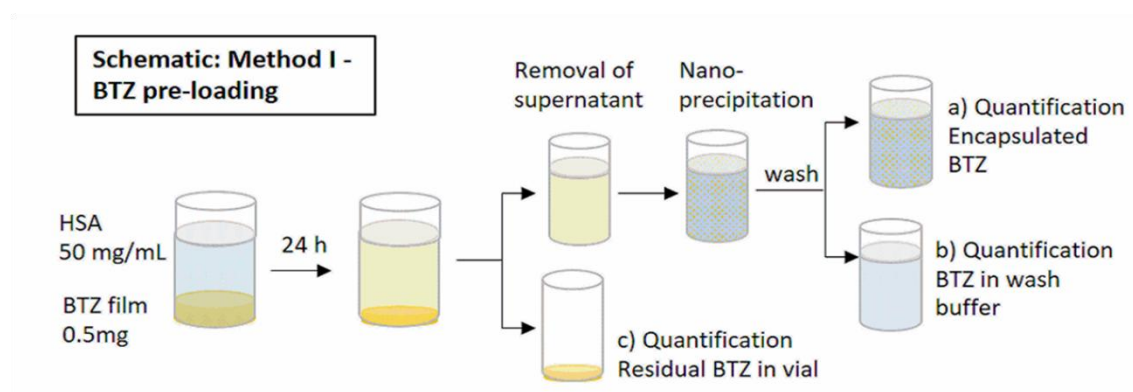 Schematic: Method I -
BTZ pre-loading
Removal of
supernatant
Nano-
precipitation
a) Quantification
Encapsulated
BTZ
wash
HSA
50 mg/mL
24 h
BTZ film
0.5mg
b) Quantification
BTZ in wash
buffer
c) Quantification
Residual BTZ in vial